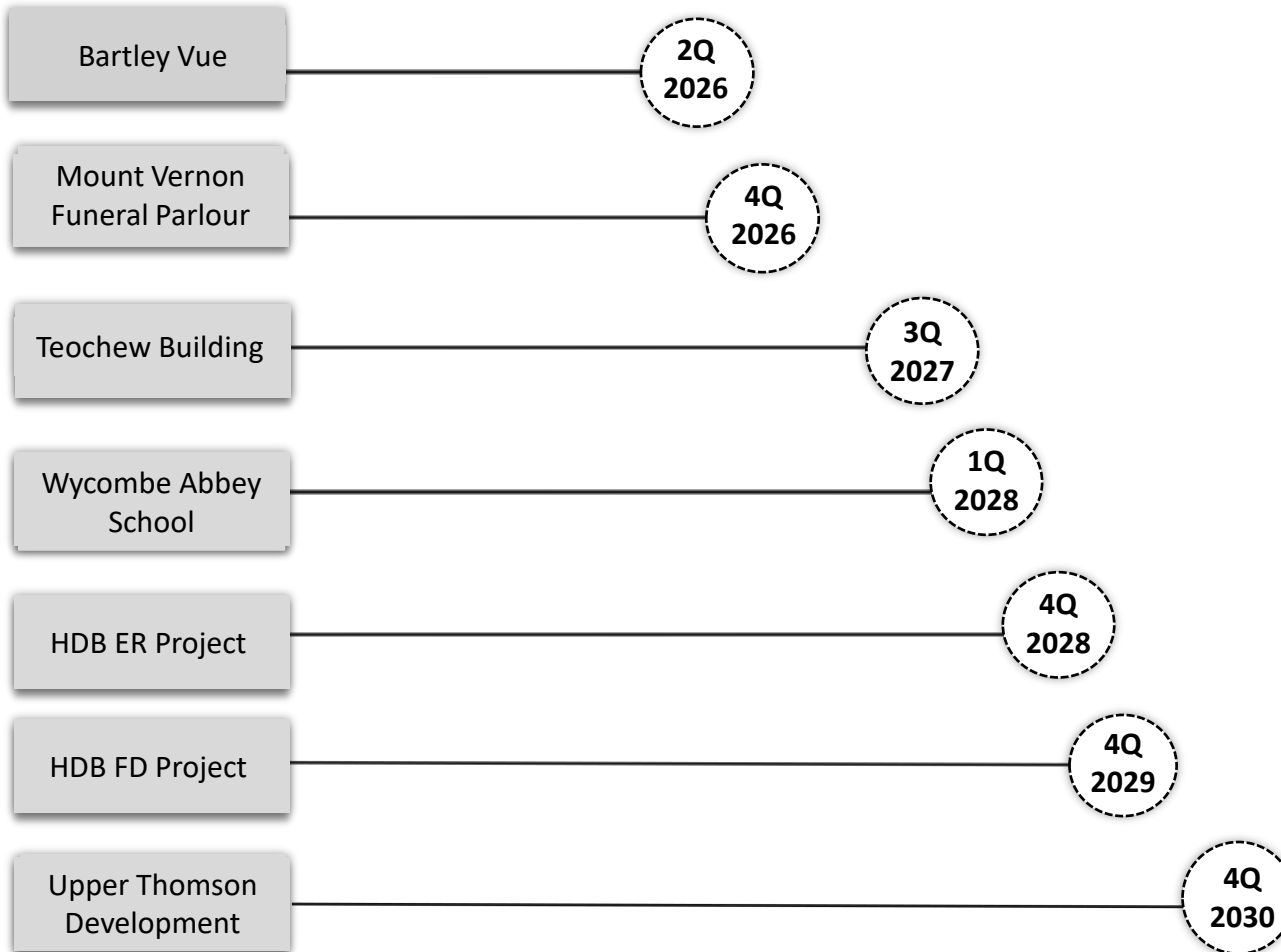 Bartley Vue
2Q
2026
Mount Vernon
Funeral Parlour
4Q
2026
Teochew Building
3Q
2027
Wycombe Abbey
School
1Q
2028
HDB ER Project
4Q
2028
HDB FD Project
4Q
2029
Upper Thomson
Development
4Q
2030